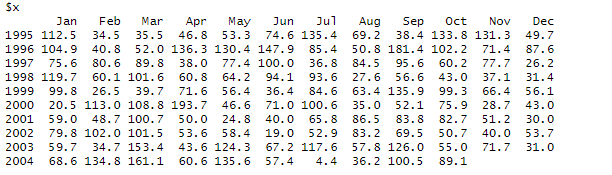 $x
Jan Feb Mar Apr May Jun Jul Aug Sep Oct Nov Dec
1995 112.5 34.5 35.5 46.8 53.3 74.6 135.4 69.2 38.4 133.8 131.3 49.7
1996 104.9 40.8 52.0 136.3 130.4 147.9 85.4 50.8 181.4 102.2 71.4 87.6
1997 75.6 80.6 89.8 38.0 77.4 100.0 36.8 84.5 95.6 60.2 77.7 26.2
1998 119.7 60.1 101.6 60.8 64.2 94.1 93.6 27.6 56.6 43.0 37.1 31.4
1999 99.8 26.5 39.7 71.6 56.4 36.4 84.6 63.4 135.9 99.3 66.4 56.1
2000 20.5 113.0 108.8 193.7 46.6 71.0 100.6 35.0 52.1 75.9 28.7 43.0
2001 59.0 48.7 100.7 50.0 24.8 40.0 65.8 86.5 83.8 82.7 51.2 30.0
2002 79.8 102.0 101.5 53.6 58.4 19.0 52.9 83.2 69.5 50.7 40.0 53.7
2003 59.7 34.7 153.4 43.6 124.3 67.2 117.6 57.8 126.0 55.0 71.7 31.0
2004 68.6 134.8 161.1 60.6 135.6 57.4 4.4 36.2 100.5 89.1